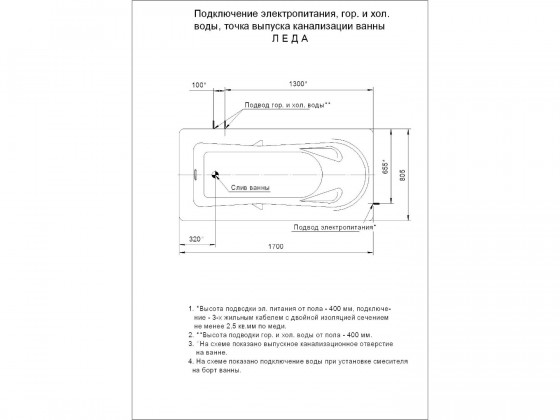 Подключение электропитания, гор. и хол.
воды, точка выпуска канализации ванны
Л Е Д А
100*
1300*
Подвод гор. и хол. воды**
Слив ванны
655*
805
Подвод электропитания*
320¨
1700
1. *Высота подводки эл. питания от пола - 400 мм, подключе-
ние - 3-х жильным кабелем с двойной изоляцией сечением
не менее 2,5 кв.мм по меди.
2. **Высота подводки гор. и хол. воды от пола - 400 мм.
3. ¨На схеме показано выпускное канализационное отверстие
на ванне.
4. На схеме показано подключение воды при установке смесителя
на борт ванны.